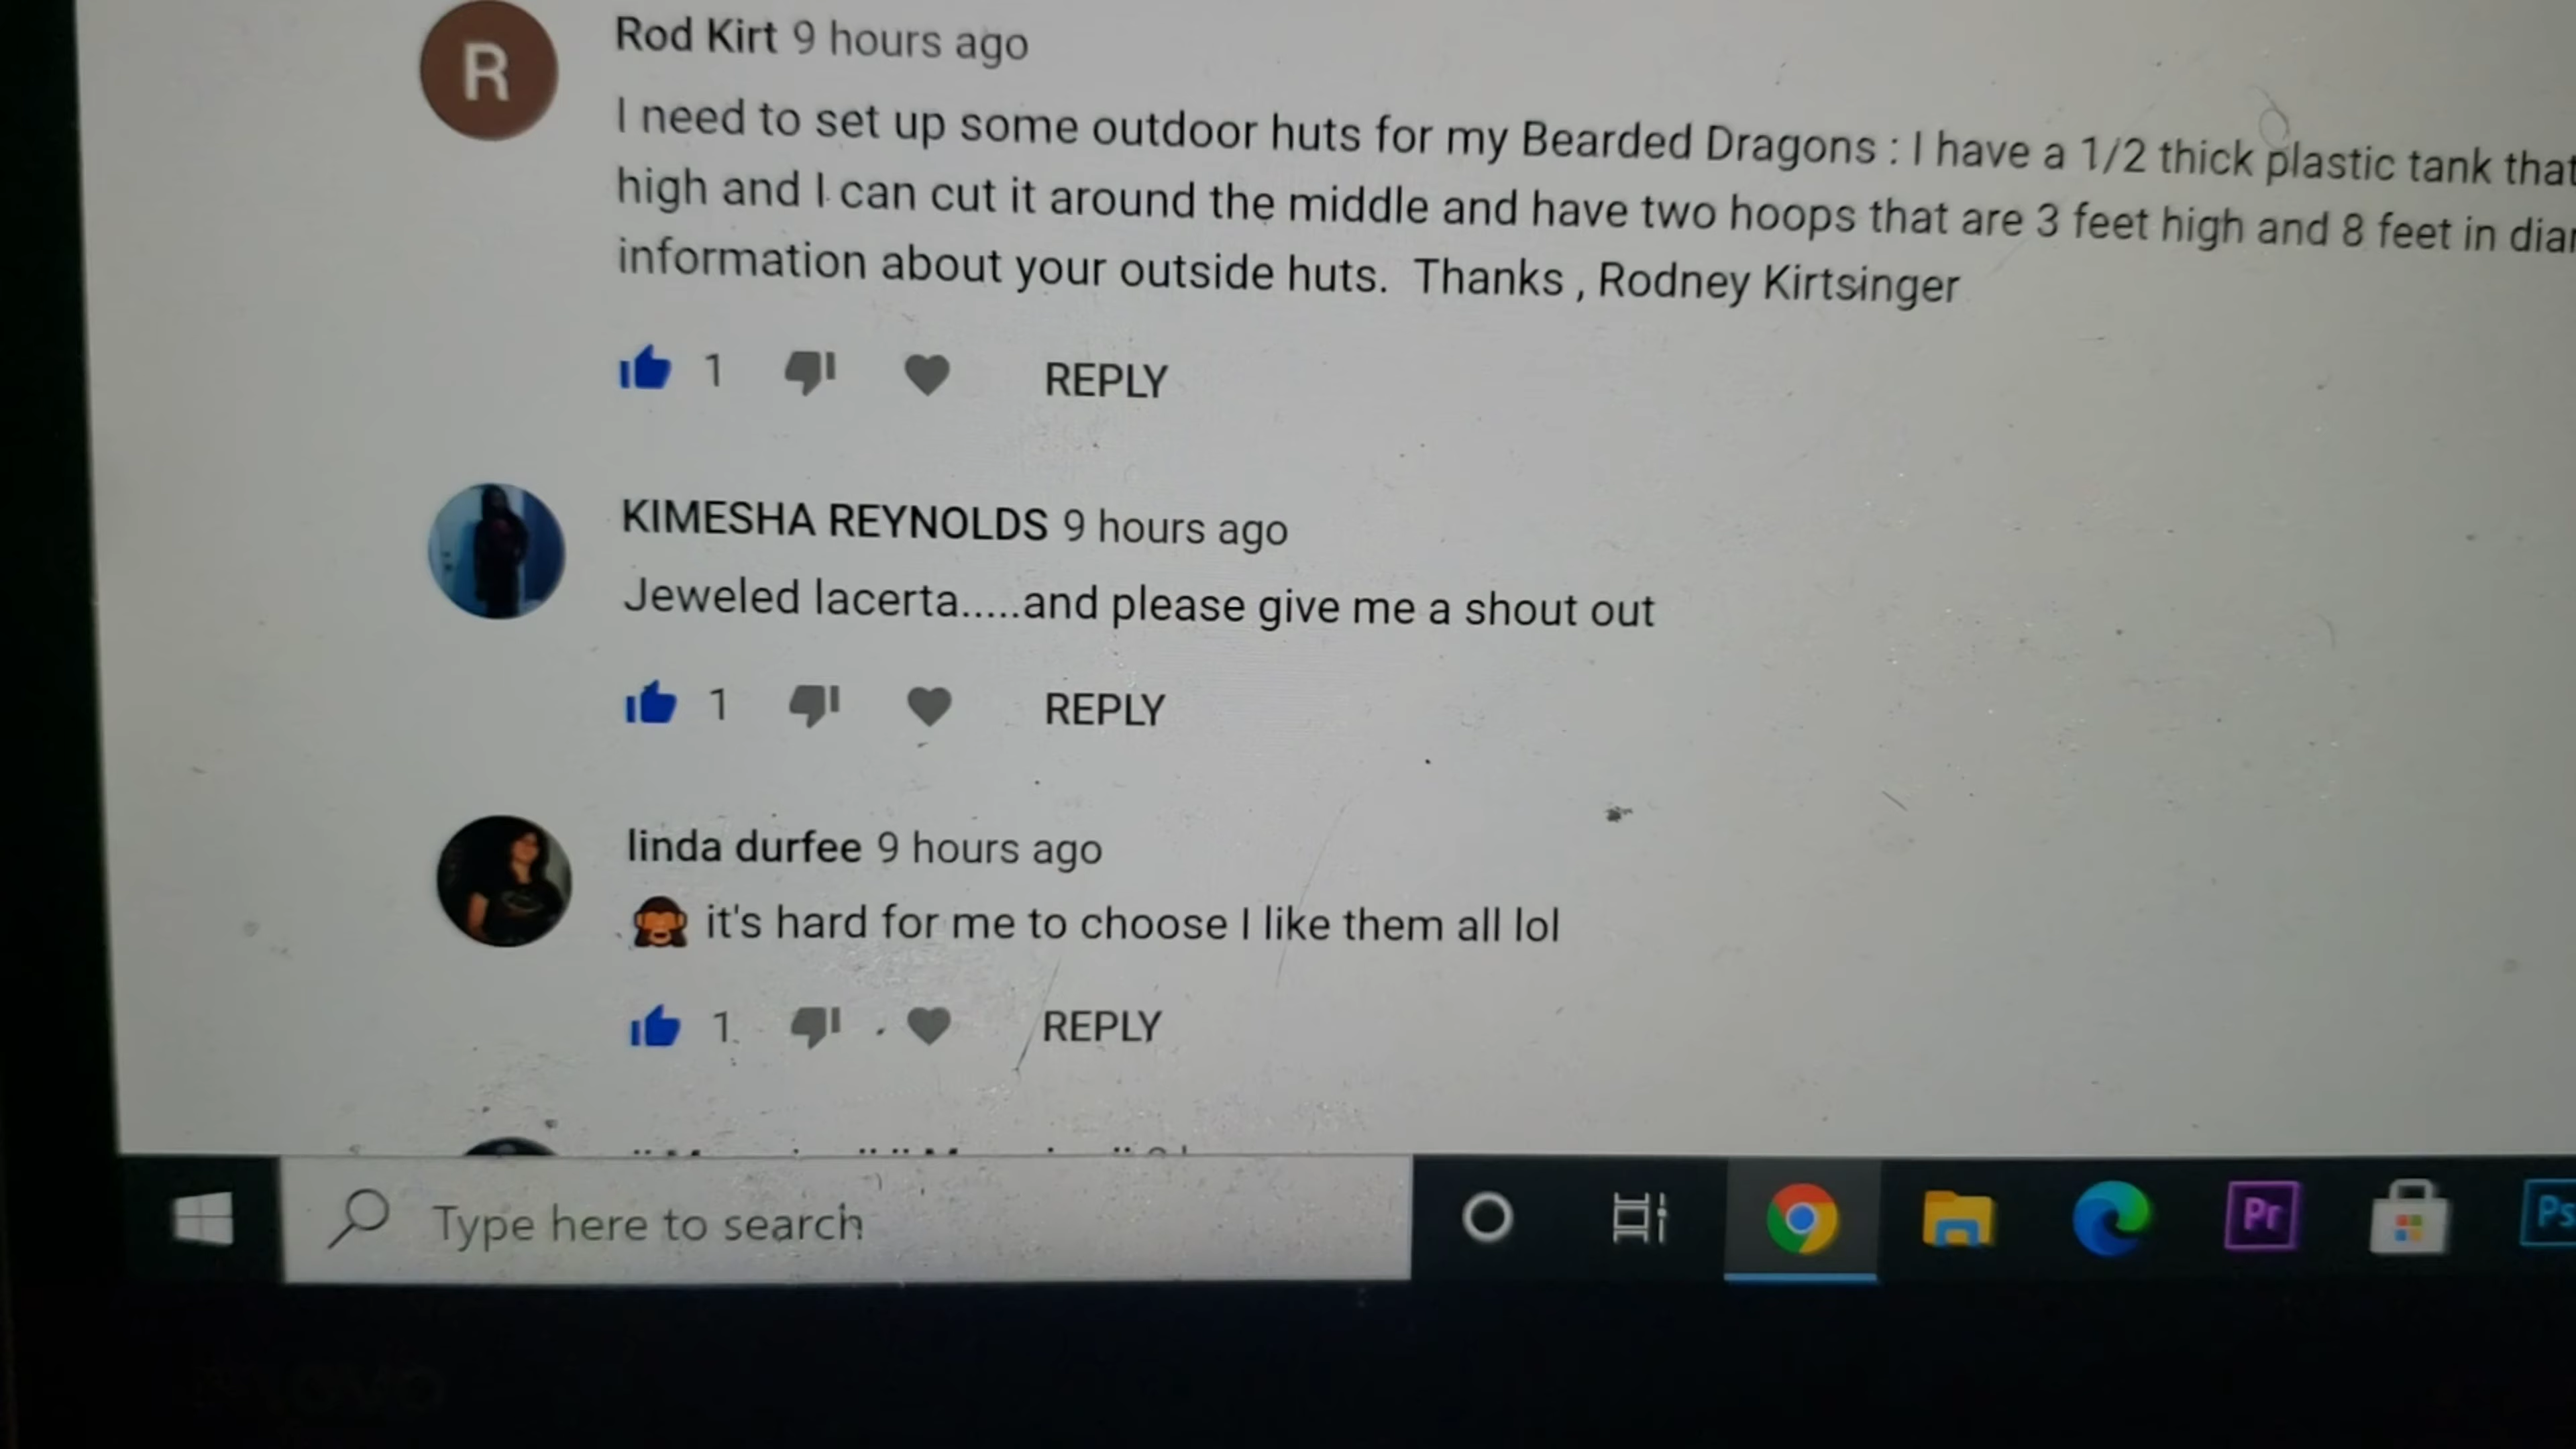 R
Rod Kirt 9 hours ago
I need to set up some outdoor huts for my Bearded Dragons : I have a 1/2 thick plastic tank that
high and I can cut it around the middle and have two hoops that are 3 feet high and 8 feet in
information about your outside huts. Thanks , Rodney Kirtsinger
1 REPLY
KIMESHA REYNOLDS 9 hours ago
Jeweled lacerta.....and please give me a shout out
1 REPLY
linda durfee 9 hours ago
it's hard for me to choose I like them all lol
1 REPLY
Type here to search
Pr
Ps